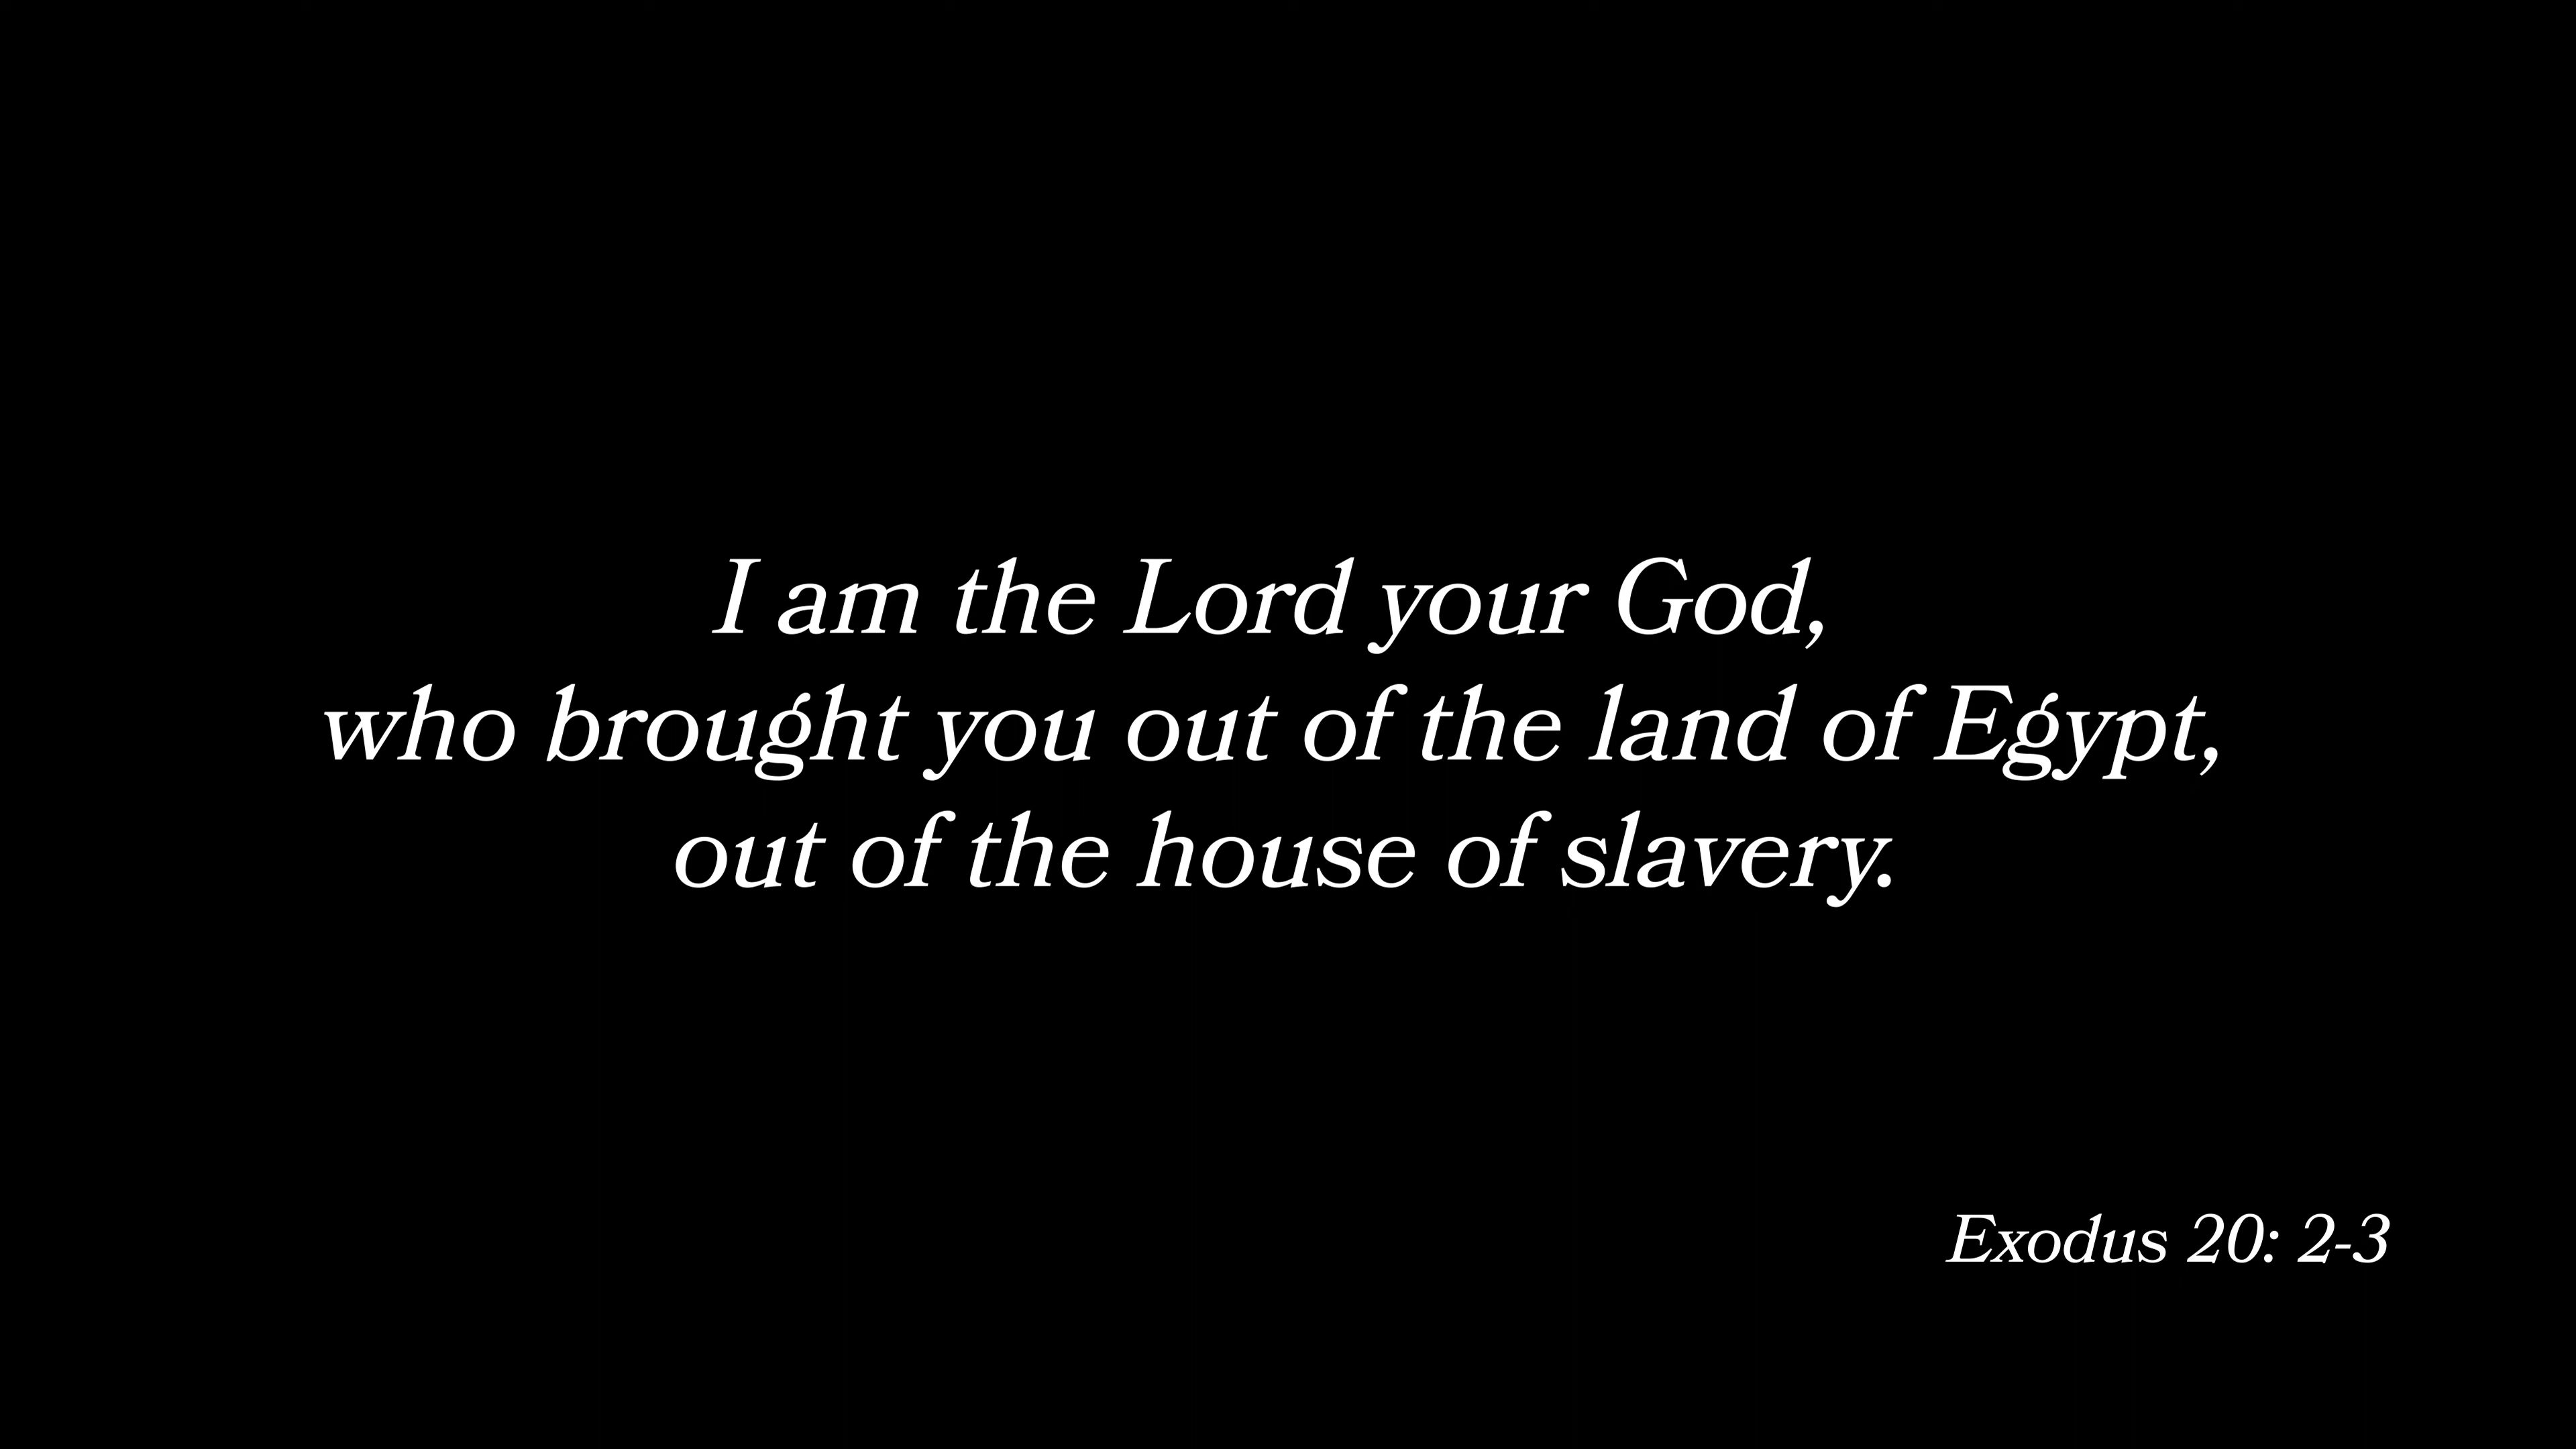 I am the Lord your God,
who brought you out of the land of Egypt,
out of the house of slavery.
Exodus 20: 2-3